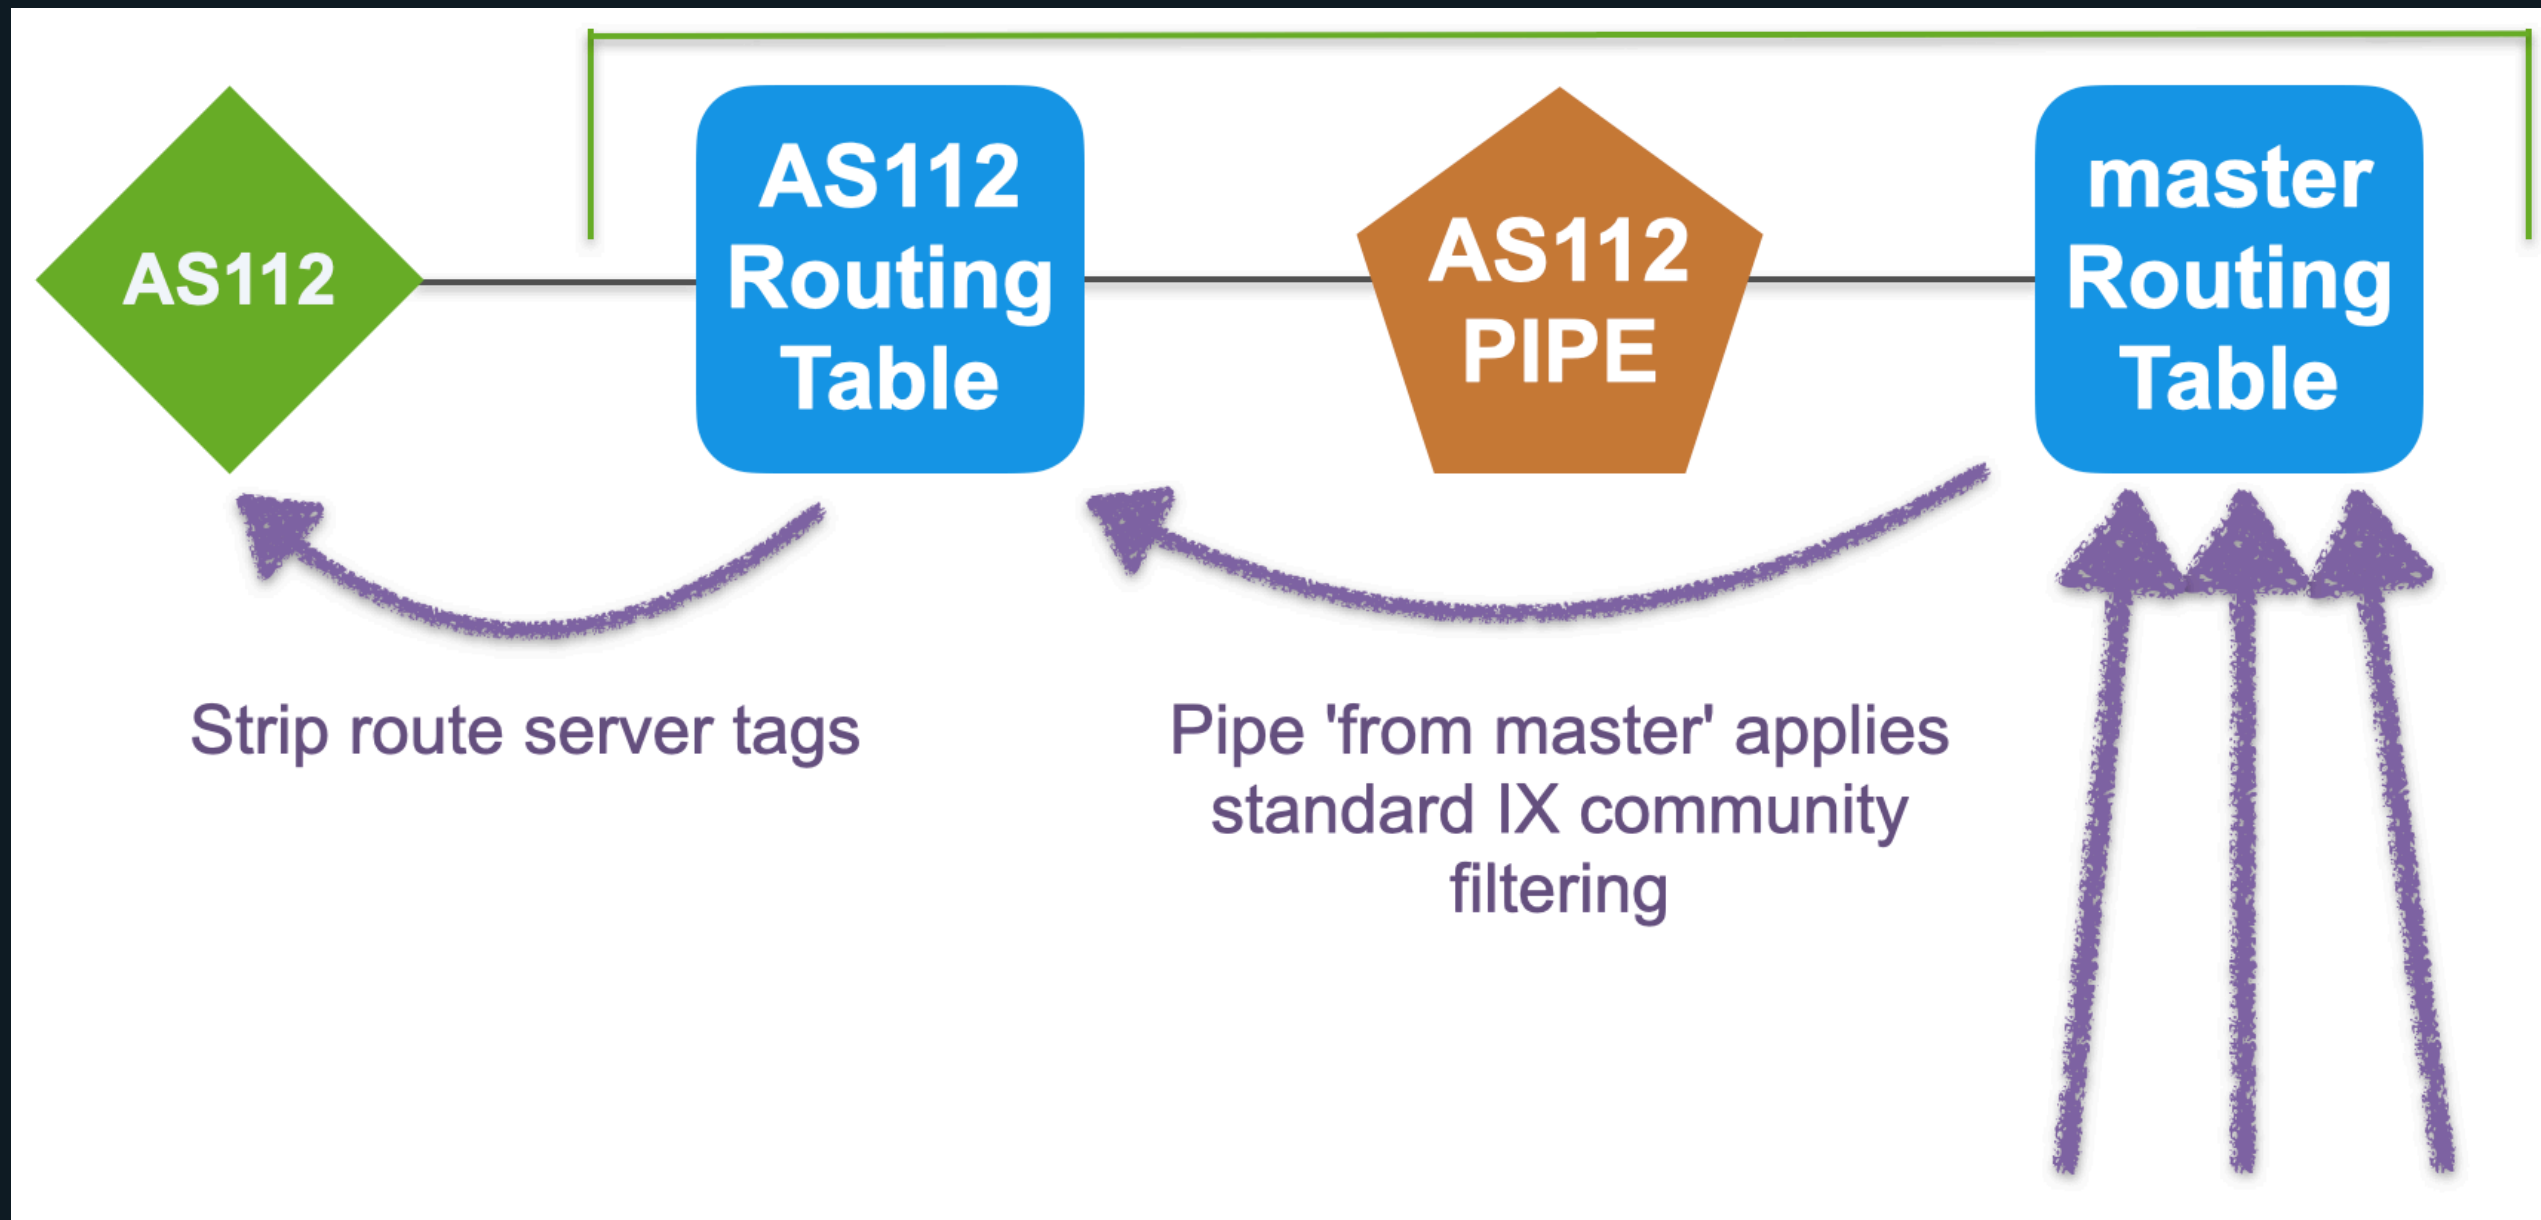 AS112
AS112
Routing
Table
AS112
PIPE
master
Routing
Table
Strip route server tags
Pipe 'from master' applies
standard IX community
filtering